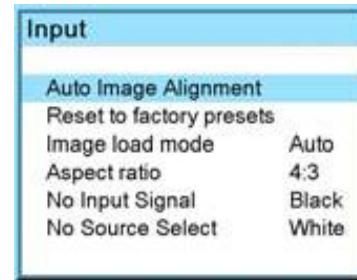 Input
Auto Image Alignment
Reset to factory presets
Image load mode Auto
Aspect ratio 4:3
No Input Signal Black
No Source Select White